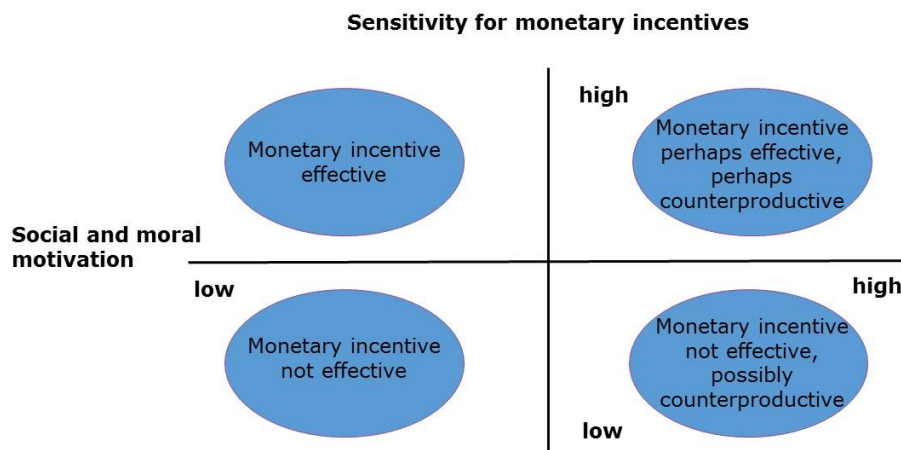 Sensitivity for monetary incentives
high
Monetary incentive
effective
Monetary incentive
perhaps effective,
perhaps
counterproductive
Social and moral
motivation
low
high
Monetary incentive
not effective
Monetary incentive
not effective,
possibly
counterproductive
low